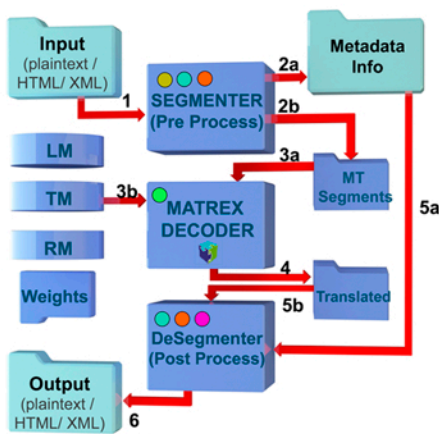 Input
(plaintext /
HTML/ XML)
1
SEGMENTER
(Pre Process)
2a
2b
Metadata
Info
LM
TM
RM
Weights
3b
3a
MATREX
DECODER
MT
Segments
5a
4
5b
Translated
DeSegmenter
(Post Process)
Output
(plaintext /
HTML/ XML)
6